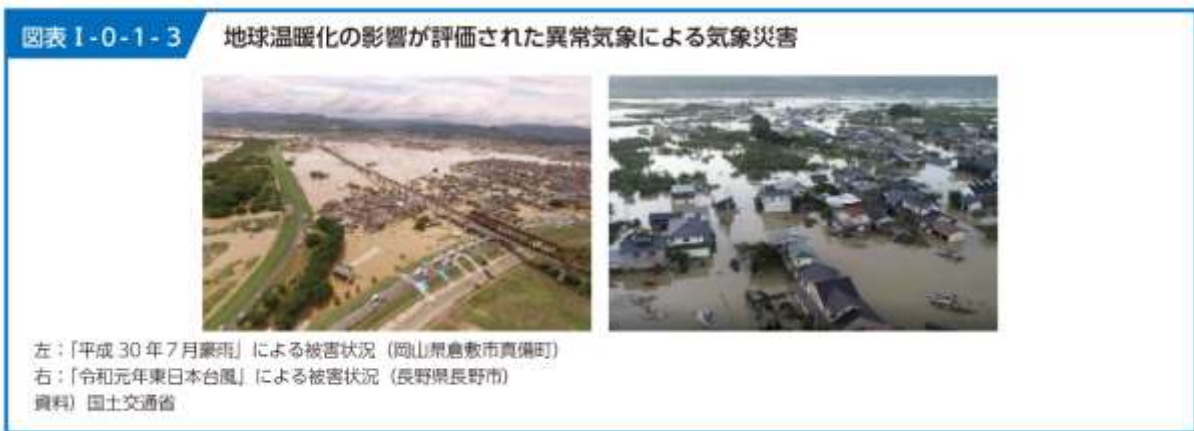 図表 I-0-1-3
地球温暖化の影響が評価された異常気象による気象災害
左：「平成 30 年７月豪雨」による被害状況（岡山県倉敷市真備町）
右：「令和元年東日本台風」による被害状況（長野県長野市）
資料）国土交通省